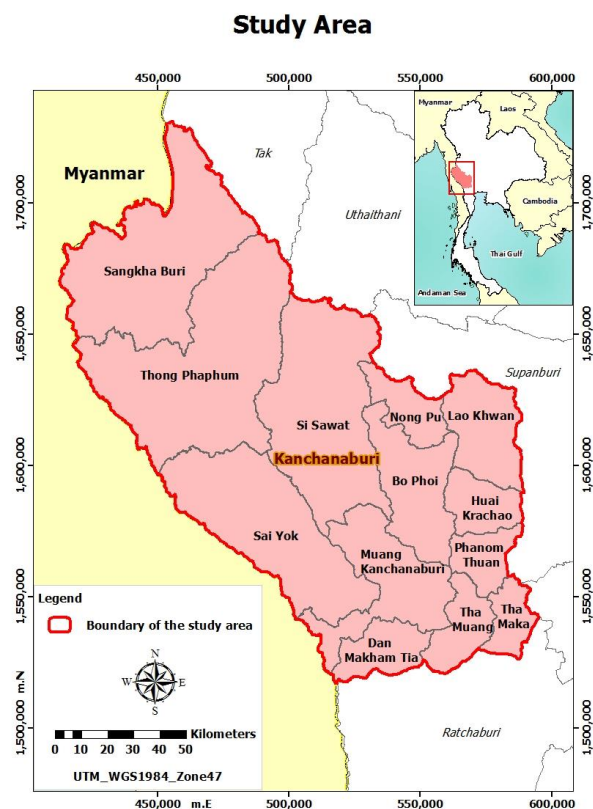 Study Area
450,000 500,000 550,000 600,000
Myanmar
Laos
Cambodia
Thai Gulf
Andaman Sea
Tak
Myanmar
Uthaithani
1,700,000
1,700,000
Sangkha Buri
1,650,000
1,650,000
Thong Phaphum
Supanburi
Si Sawat
Nong Pu
Lao Khwan
Kanchanaburi
1,600,000
1,600,000
Bo Phoi
Huai
Krachao
Sai Yok
Muang
Kanchanaburi
Phanom
Thuan
1,550,000
1,550,000
Tha
Muang
Tha
Maka
Dan
Makham Tia
Ratchaburi
1,500,000 m.N
1,500,000
Legend
Boundary of the study area
N
W E
S
Kilometers
0 10 20 30 40 50
UTM_WGS1984_Zone47
450,000 m.E 500,000 550,000 600,000